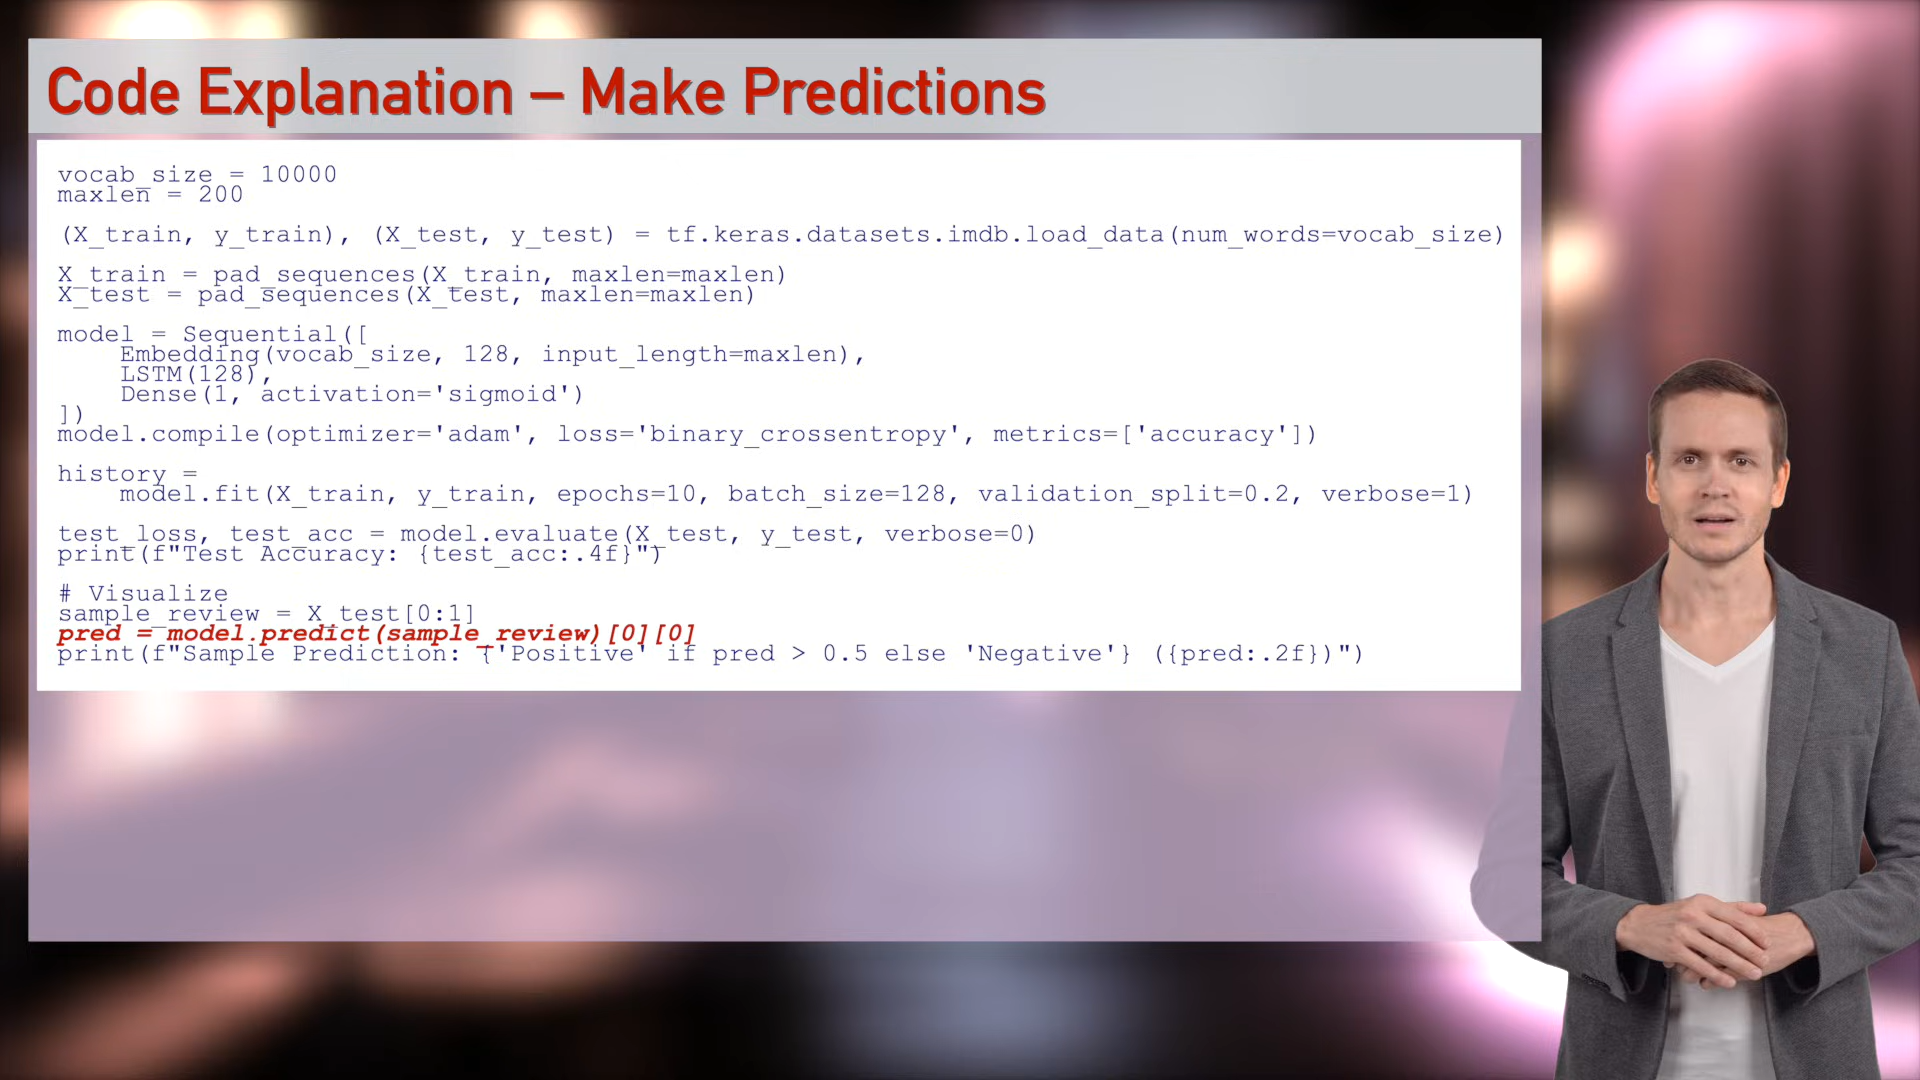 Code Explanation – Make Predictions
vocab_size = 10000
maxlen = 200
(X_train, y_train), (X_test, y_test) = tf.keras.datasets.imdb.load_data(num_words=vocab_size)
X_train = pad_sequences(X_train, maxlen=maxlen)
X_test = pad_sequences(X_test, maxlen=maxlen)
model = Sequential([
    Embedding(vocab_size, 128, input_length=maxlen),
    LSTM(128),
    Dense(1, activation='sigmoid')
])
model.compile(optimizer='adam', loss='binary_crossentropy', metrics=['accuracy'])
history =
    model.fit(X_train, y_train, epochs=10, batch_size=128, validation_split=0.2, verbose=1)
test_loss, test_acc = model.evaluate(X_test, y_test, verbose=0)
print(f"Test Accuracy: {test_acc:.4f}")
# Visualize
sample_review = X_test[0:1]
pred = model.predict(sample_review)[0][0]
print(f"Sample Prediction: {'Positive' if pred > 0.5 else 'Negative'} ({pred:.2f})")